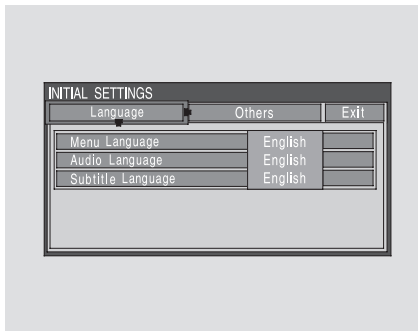 INITIAL SETTINGS
Language Others Exit
Menu Language English
Audio Language English
Subtitle Language English